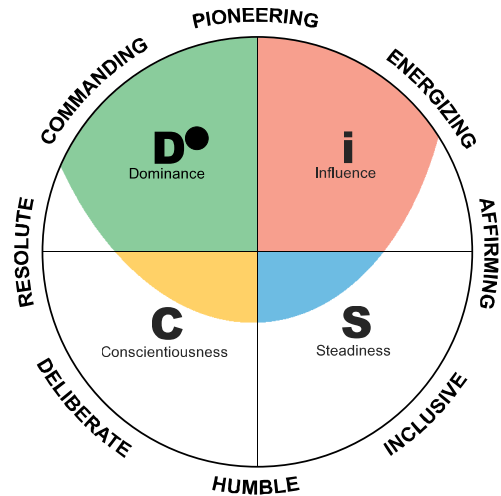 PIONEERING
COMMANDING
ENERGIZING
D
Dominance
i
Influence
RESOLUTE
AFFIRMING
C
Conscientiousness
S
Steadiness
DELIBERATE
INCLUSIVE
HUMBLE